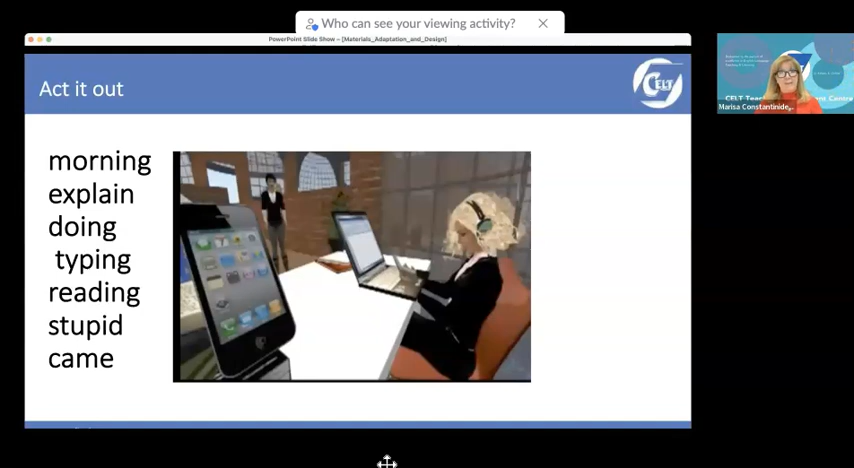 Who can see your viewing activity?
PowerPoint Slide Show – [Materials_Adaptation_and_Design]
Act it out
CELT
morning
explain
doing
typing
reading
stupid
came
Marisa Constantinide,..